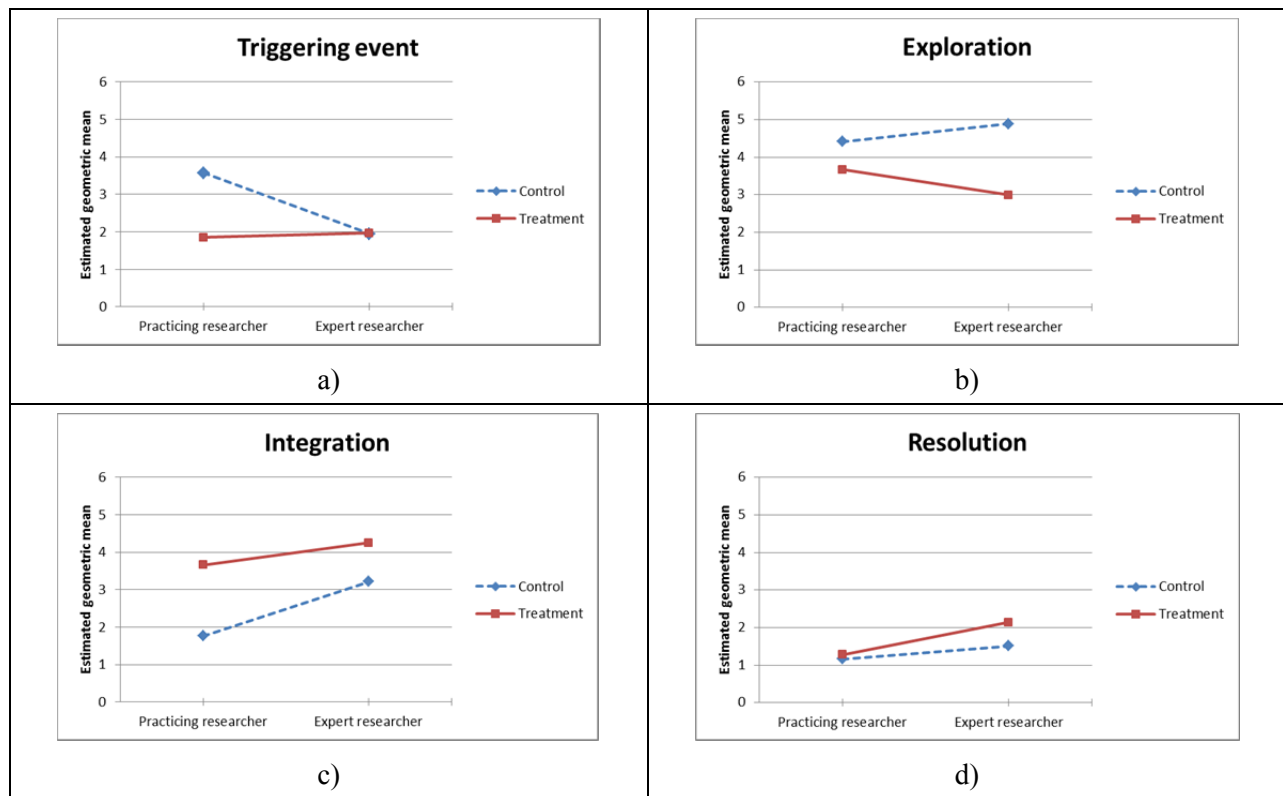 Triggering event
Estimated geometric mean
6
5
4
3
2
1
0
Practicing researcher
Expert researcher
Control
Treatment
a)
Exploration
Estimated geometric mean
6
5
4
3
2
1
0
Practicing researcher
Expert researcher
Control
Treatment
b)
Integration
Estimated geometric mean
6
5
4
3
2
1
0
Practicing researcher
Expert researcher
Control
Treatment
c)
Resolution
Estimated geometric mean
6
5
4
3
2
1
0
Practicing researcher
Expert researcher
Control
Treatment
d)